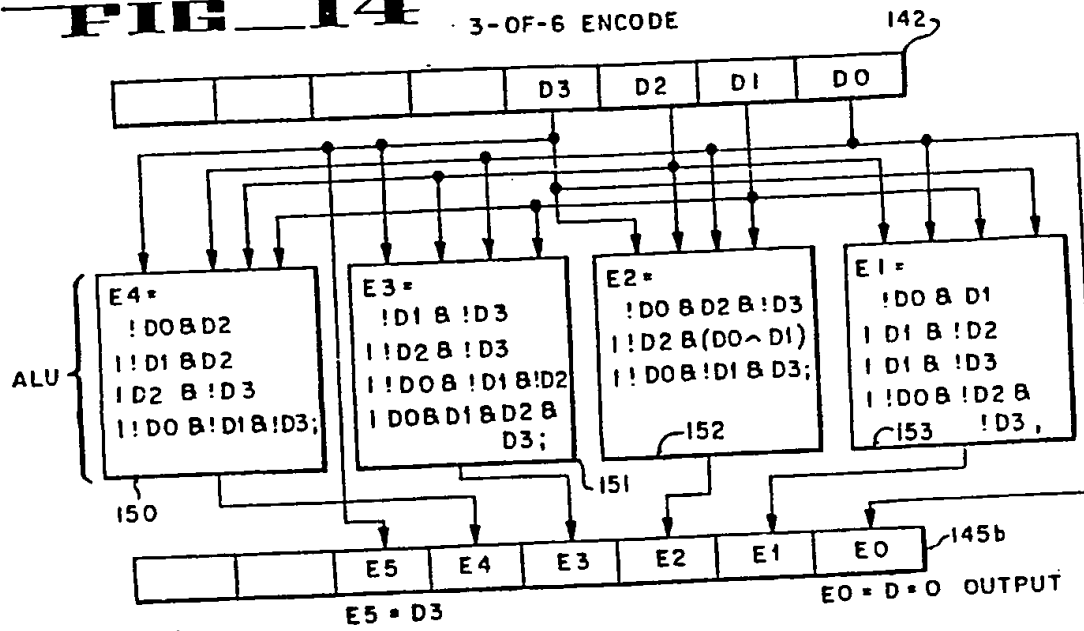 FIG_14
3-OF-6 ENCODE
142
D3 D2 D1 D0
ALU
E4=
!D0&D2
|!D1&D2
|D2 &!D3
|!D0&!D1&!D3;
150
E3=
!D1 & !D3
|!D2 & !D3
|!D0&!D1&!D2
|D0&D1&D2&
D3;
151
E2=
!D0&D2&!D3
|!D2&(D0^D1)
|!D0&!D1&D3;
152
E1=
!D0 & D1
|D1 & !D2
|D1 & !D3
|!D0&!D2&
!D3,
153
E5 E4 E3 E2 E1 E0
145b
E5=D3
E0=D=0 OUTPUT